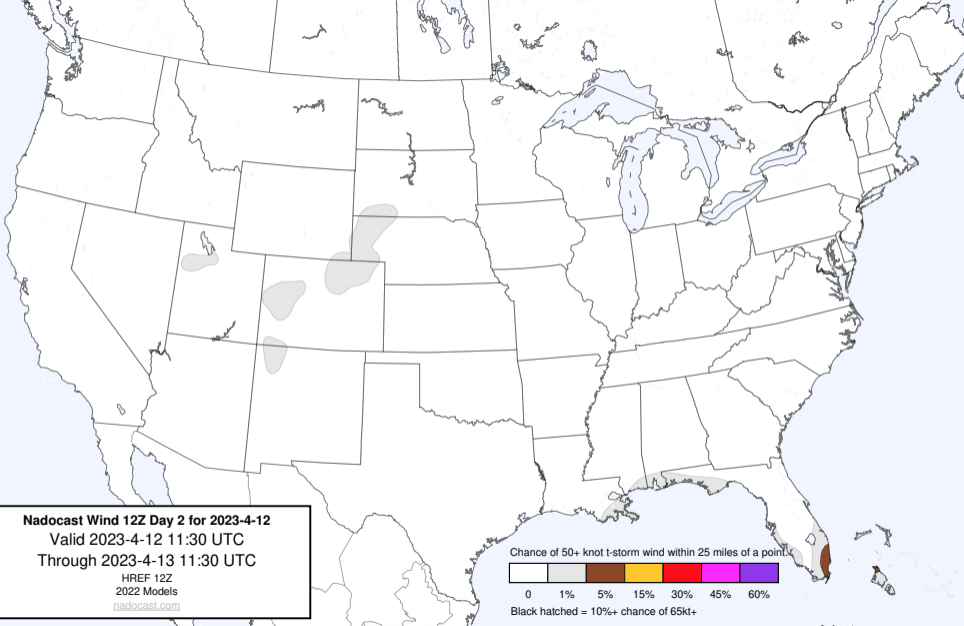 Nadocast Wind 12Z Day 2 for 2023-4-12
Valid 2023-4-12 11:30 UTC
Through 2023-4-13 11:30 UTC
HREF 12Z
2022 Models
nadocast.com
Chance of 50+ knot t-storm wind within 25 miles of a point.
0 1% 5% 15% 30% 45% 60%
Black hatched = 10%+ chance of 65kt+